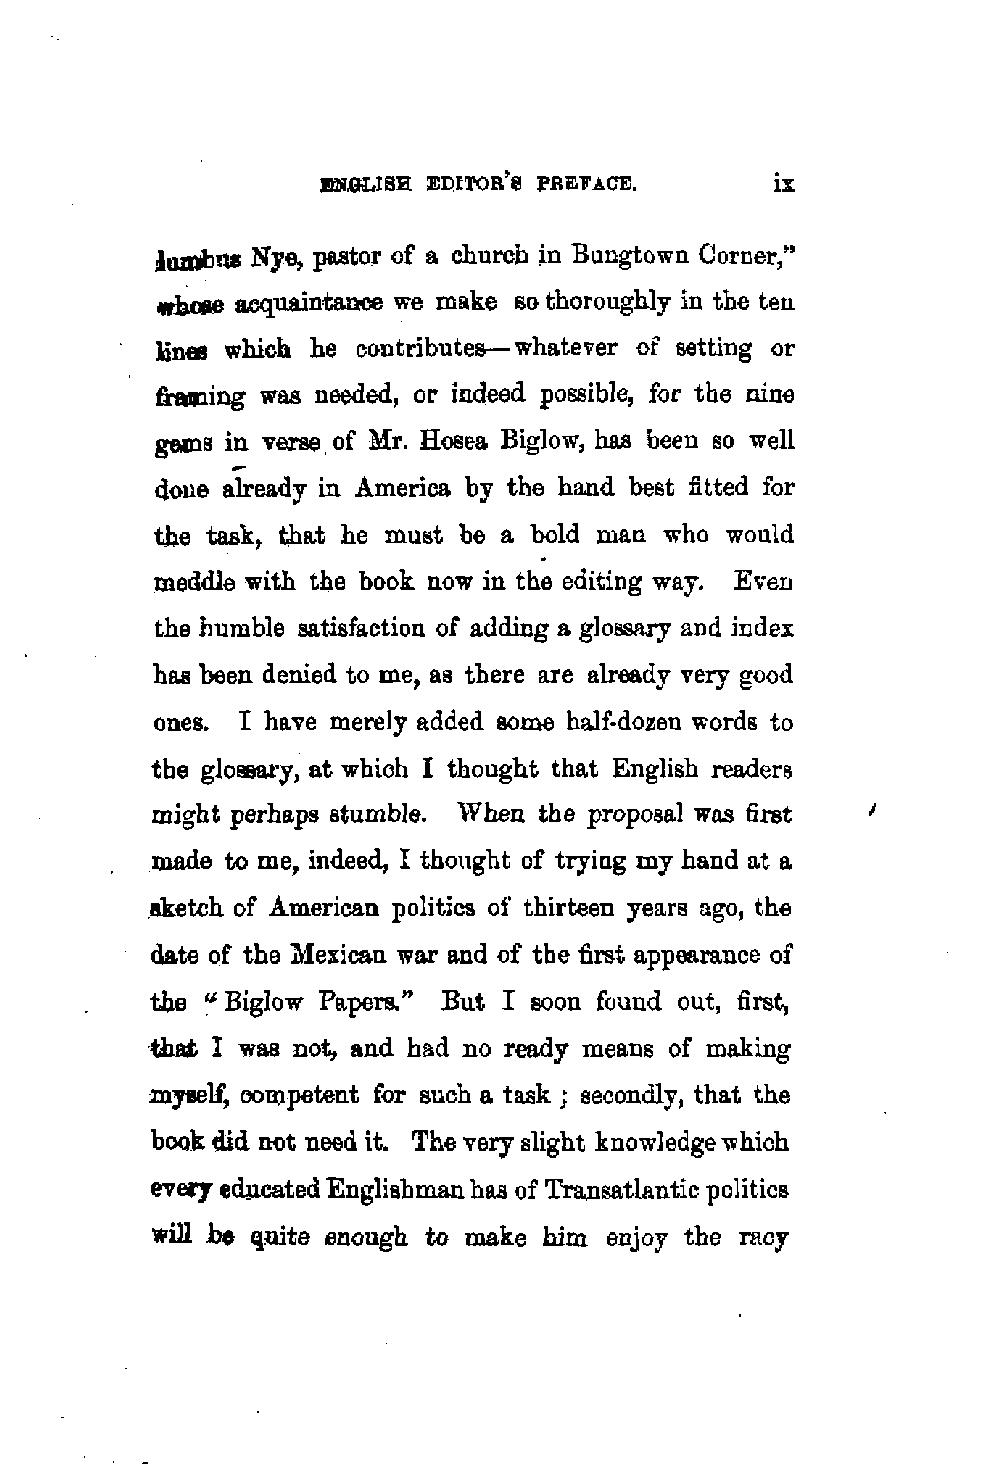 ENGLISH EDITOR'S PREFACE. ix
lumbus Nye, pastor of a church in Bungtown Corner,"
whose acquaintance we make so thoroughly in the ten
lines which he contributes—whatever of setting or
framing was needed, or indeed possible, for the nine
gems in verse of Mr. Hosea Biglow, has been so well
done already in America by the hand best fitted for
the task, that he must be a bold man who would
meddle with the book now in the editing way. Even
the humble satisfaction of adding a glossary and index
has been denied to me, as there are already very good
ones. I have merely added some half-dozen words to
the glossary, at which I thought that English readers
might perhaps stumble. When the proposal was first
made to me, indeed, I thought of trying my hand at a
sketch of American politics of thirteen years ago, the
date of the Mexican war and of the first appearance of
the "Biglow Papers." But I soon found out, first,
that I was not, and had no ready means of making
myself, competent for such a task; secondly, that the
book did not need it. The very slight knowledge which
every educated Englishman has of Transatlantic politics
will be quite enough to make him enjoy the racy